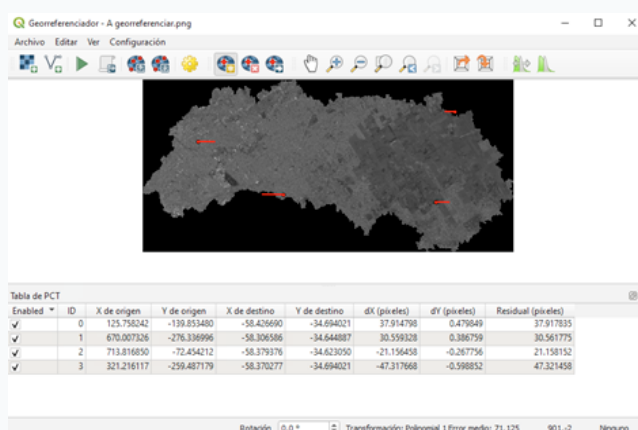 Georreferenciador - A georreferenciar.png
Archivo Editar Ver Configuración
Tabla de PCT
Enabled ID X de origen Y de origen X de destino Y de destino dX (píxeles) dY (píxeles) Residual (píxeles)
0 125.758242 -139.853480 -58.426690 -34.694021 37.914798 0.479849 37.917835
1 670.007326 -276.336996 -58.306586 -34.644887 30.559328 0.386759 30.561775
2 713.816850 -72.454212 -58.379376 -34.623050 -21.156458 -0.267756 21.158152
3 321.216117 -259.487179 -58.370277 -34.694021 -47.317668 -0.598852 47.321458
Rotación 0,0 ° Transformación: Polinomial 1 Error medio: 71.125 901,-2 Ninguno